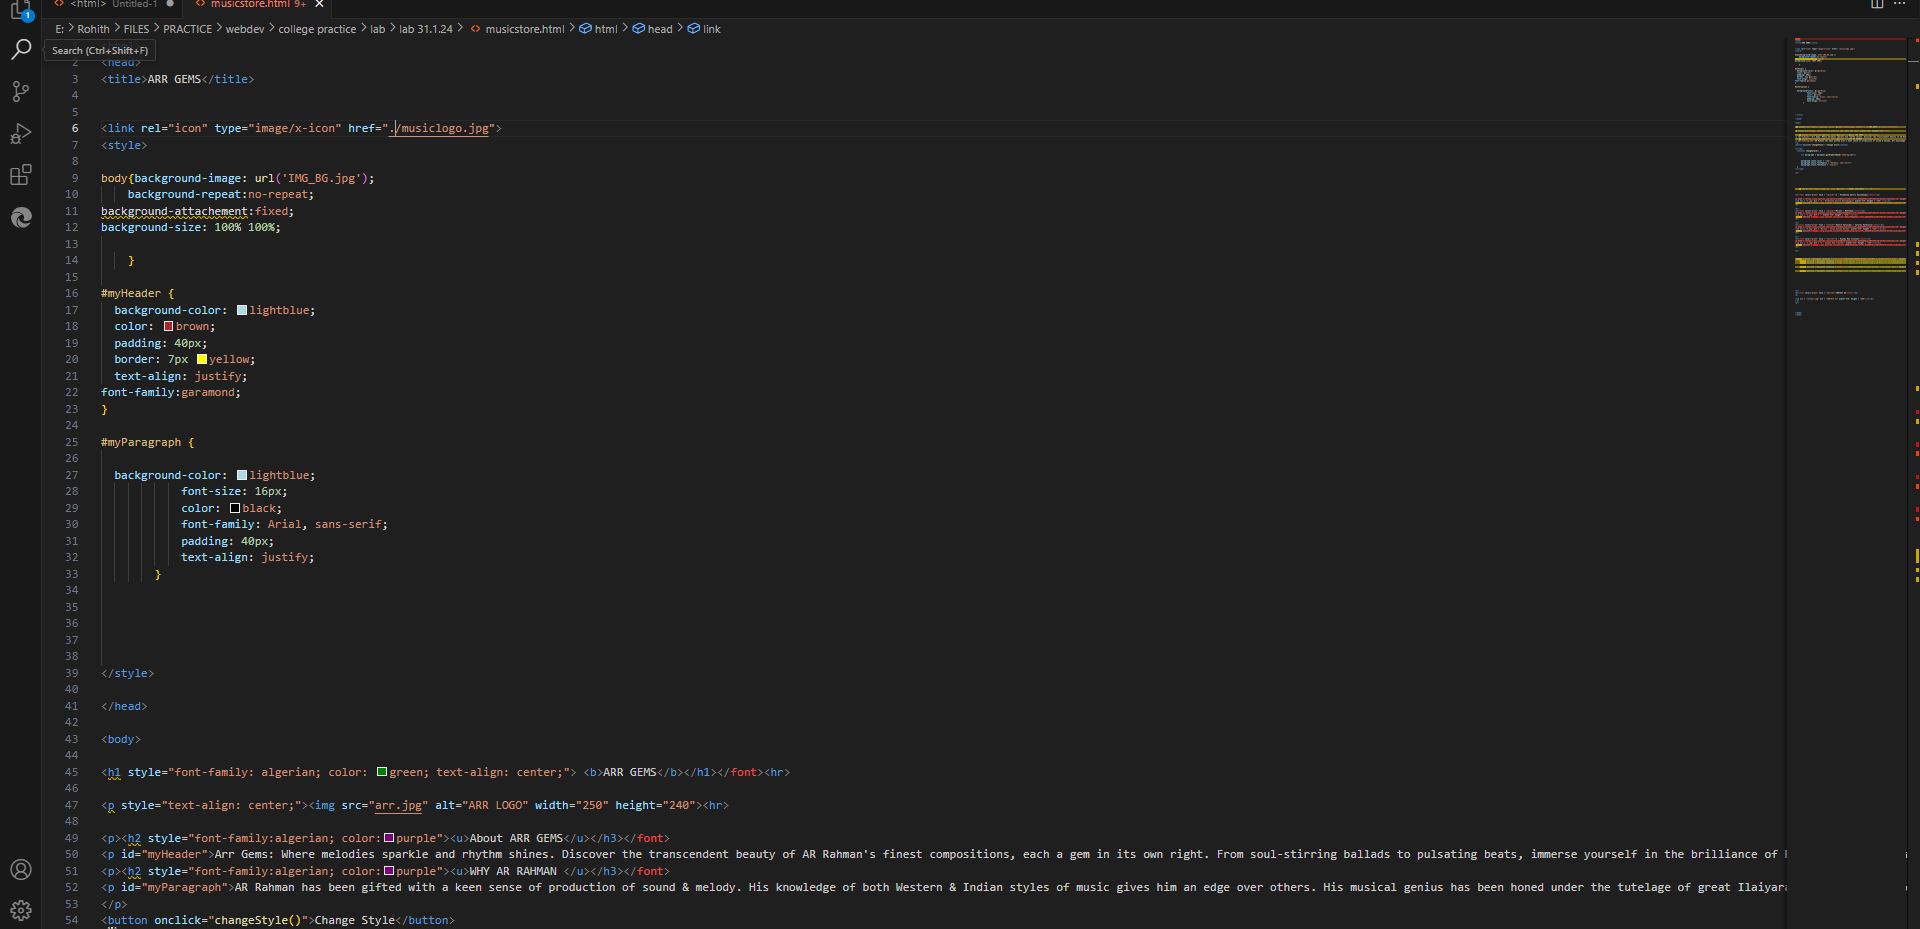 <html> Untitled-1
musicstore.html 9+
1
E: > Rohith > FILES > PRACTICE > webdev > college practice > lab > lab 31.1.24 > musicstore.html > html > head > link
Search (Ctrl+Shift+F)
2 <head>
3 <title>ARR GEMS</title>
4
5
6 <link rel="icon" type="image/x-icon" href="./musiclogo.jpg">
7 <style>
8
9 body{background-image: url('IMG_BG.jpg');
10 background-repeat:no-repeat;
11 background-attachement:fixed;
12 background-size: 100% 100%;
13
14 }
15
16 #myHeader {
17 background-color: lightblue;
18 color: brown;
19 padding: 40px;
20 border: 7px yellow;
21 text-align: justify;
22 font-family:garamond;
23 }
24
25 #myParagraph {
26
27 background-color: lightblue;
28 font-size: 16px;
29 color: black;
30 font-family: Arial, sans-serif;
31 padding: 40px;
32 text-align: justify;
33 }
34
35
36
37
38
39 </style>
40
41 </head>
42
43 <body>
44
45 <h1 style="font-family: algerian; color: green; text-align: center;"> <b>ARR GEMS</b></h1></font><hr>
46
47 <p style="text-align: center;"><img src="arr.jpg" alt="ARR LOGO" width="250" height="240"><hr>
48
49 <p><h2 style="font-family:algerian; color:purple"><u>About ARR GEMS</u></h3></font>
50 <p id="myHeader">Arr Gems: Where melodies sparkle and rhythm shines. Discover the transcendent beauty of AR Rahman's finest compositions, each a gem in its own right. From soul-stirring ballads to pulsating beats, immerse yourself in the brilliance of
51 <p><h2 style="font-family:algerian; color:purple"><u>WHY AR RAHMAN </u></h3></font>
52 <p id="myParagraph">AR Rahman has been gifted with a keen sense of production of sound & melody. His knowledge of both Western & Indian styles of music gives him an edge over others. His musical genius has been honed under the tutelage of great Ilaiyara
53 </p>
54 <button onclick="changeStyle()">Change Style</button>